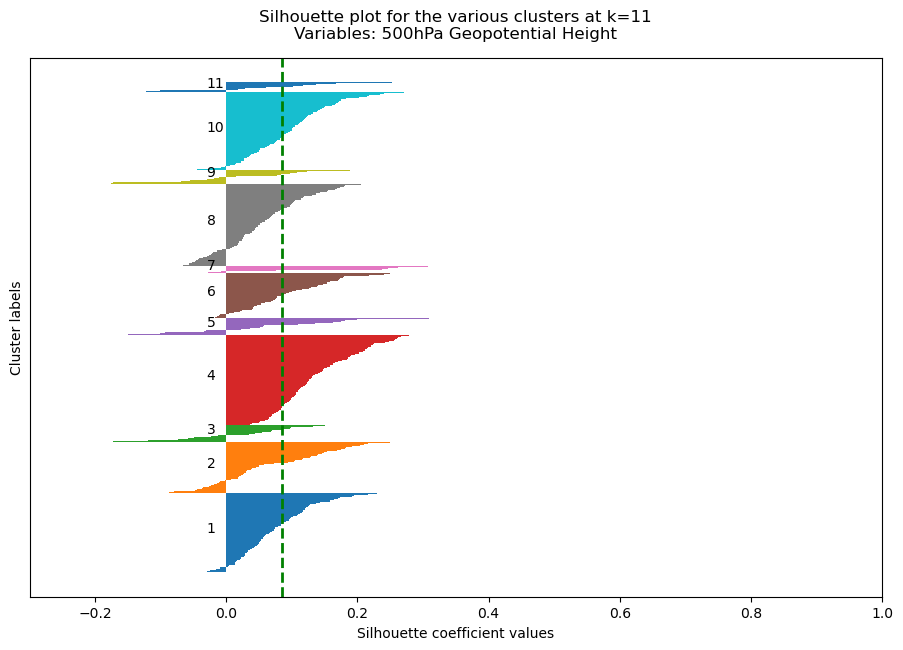 Silhouette plot for the various clusters at k=11
Variables: 500hPa Geopotential Height
Cluster labels
11
10
9
8
7
6
5
4
3
2
1
−0.2 0.0 0.2 0.4 0.6 0.8 1.0
Silhouette coefficient values